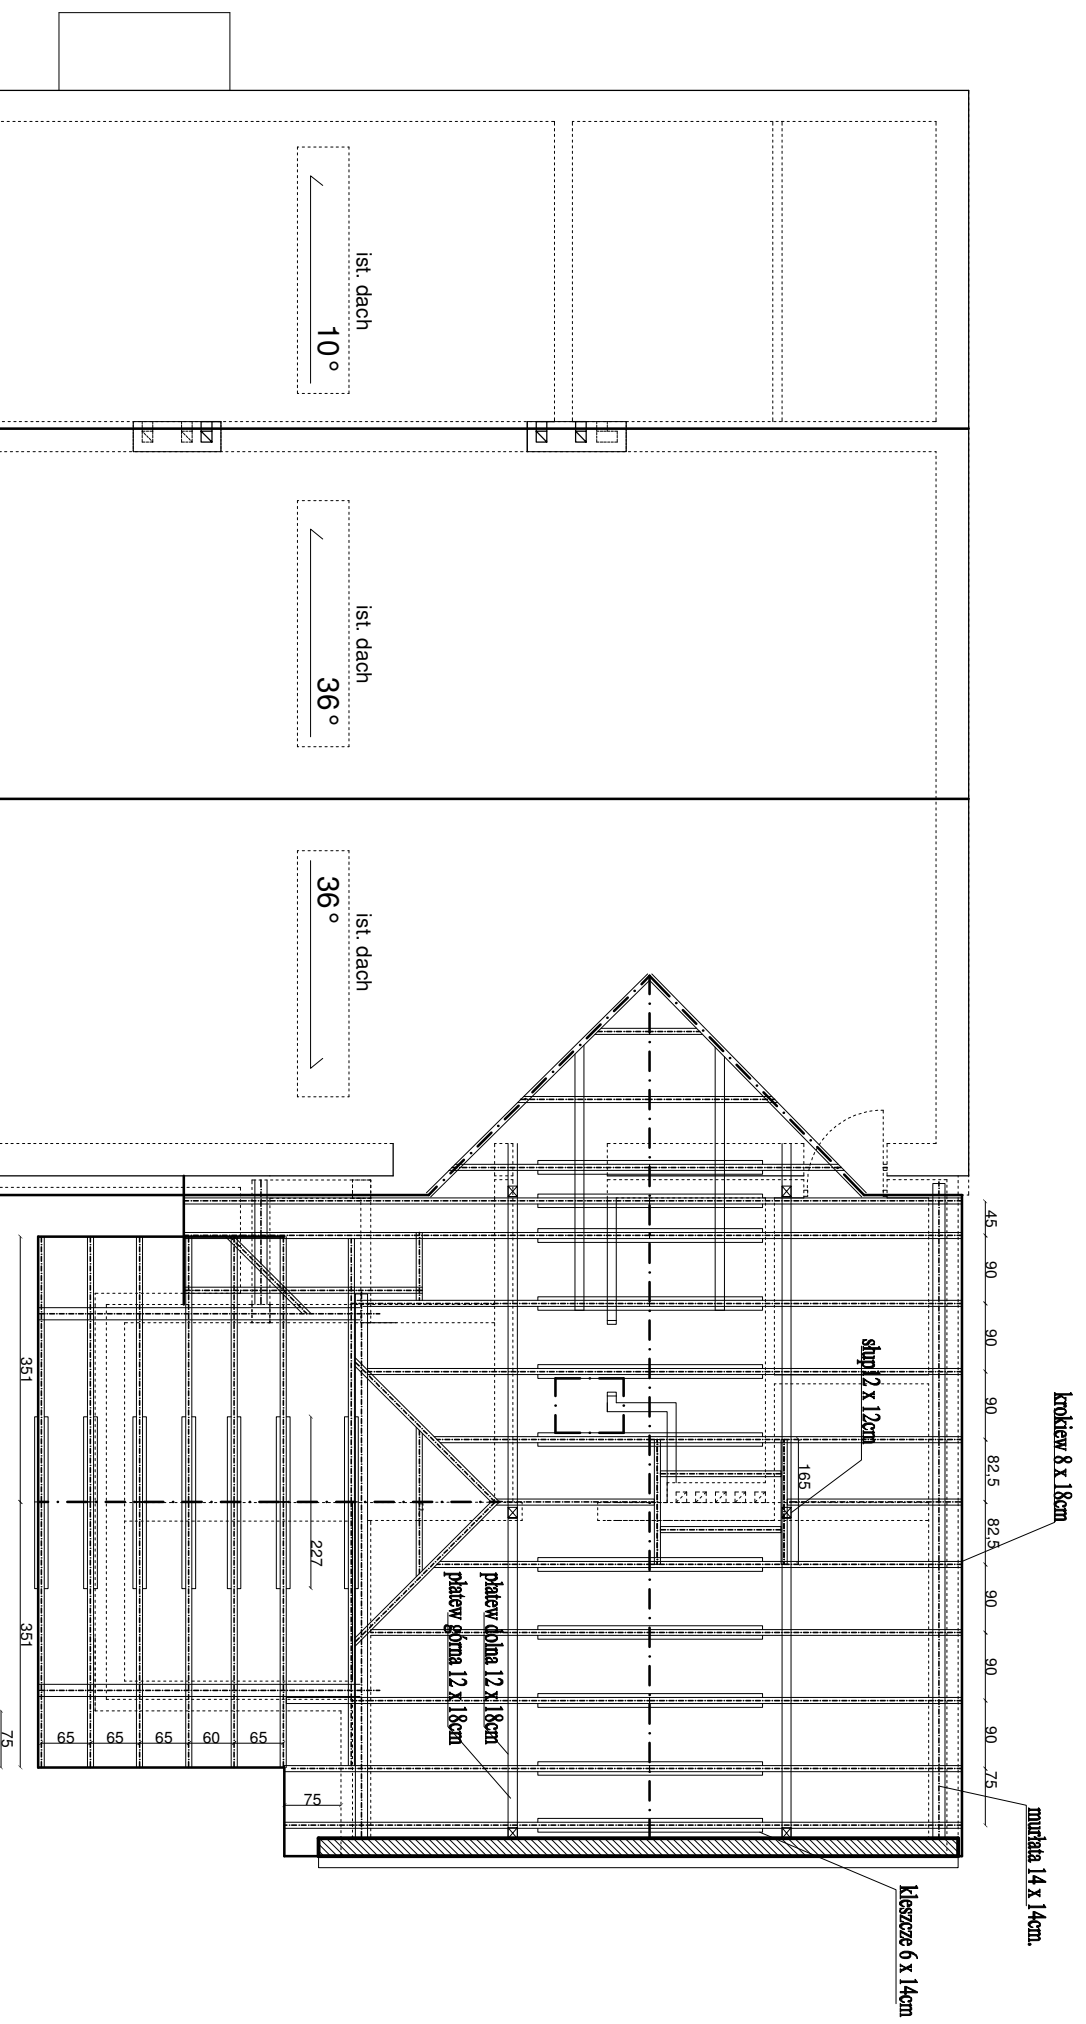 ist. dach
10°
ist. dach
36°
ist. dach
36°
krokiew 8 x 18cm
słup12 x 12cm
murłata 14 x 14cm.
kleszcze 6 x 14cm
płatew dolna 12 x 18cm
płatew górna 12 x 18cm
45
90
90
90
82,5
82,5
90
90
90
75
165
227
351
351
65
65
65
60
65
75
75